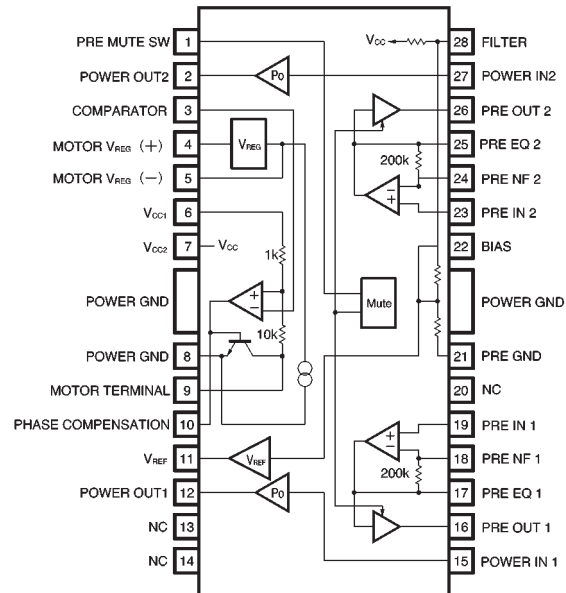 PRE MUTE SW 1
POWER OUT2 2
COMPARATOR 3
MOTOR VREG (+) 4
MOTOR VREG (−) 5
VCC1 6
VCC2 7
POWER GND
POWER GND 8
MOTOR TERMINAL 9
PHASE COMPENSATION 10
VREF 11
POWER OUT1 12
NC 13
NC 14
VCC
Po
VREG
VCC
1k
+
−
10k
Mute
VREF
Po
200k
−
+
+
−
200k
28 FILTER
27 POWER IN2
26 PRE OUT 2
25 PRE EQ 2
24 PRE NF 2
23 PRE IN 2
22 BIAS
POWER GND
21 PRE GND
20 NC
19 PRE IN 1
18 PRE NF 1
17 PRE EQ 1
16 PRE OUT 1
15 POWER IN 1